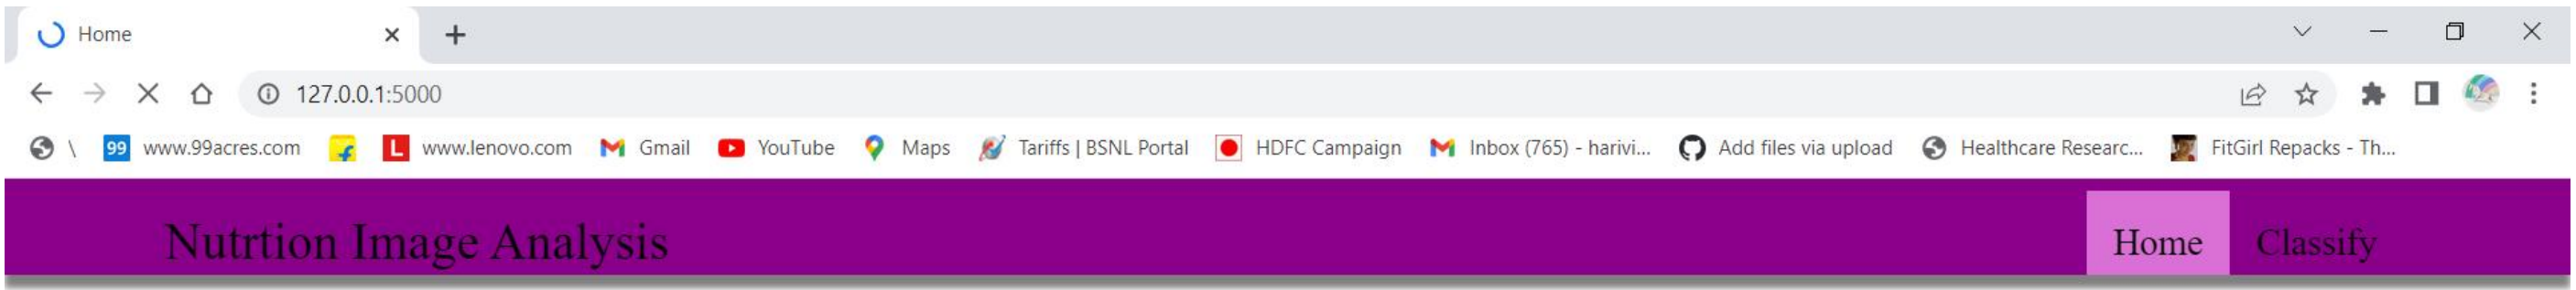 Home
127.0.0.1:5000
\ 99 www.99acres.com f L www.lenovo.com Gmail YouTube Maps Tariffs | BSNL Portal HDFC Campaign Inbox (765) - harivi... Add files via upload Healthcare Researc... FitGirl Repacks - Th...
Nutrtion Image Analysis Home Classify